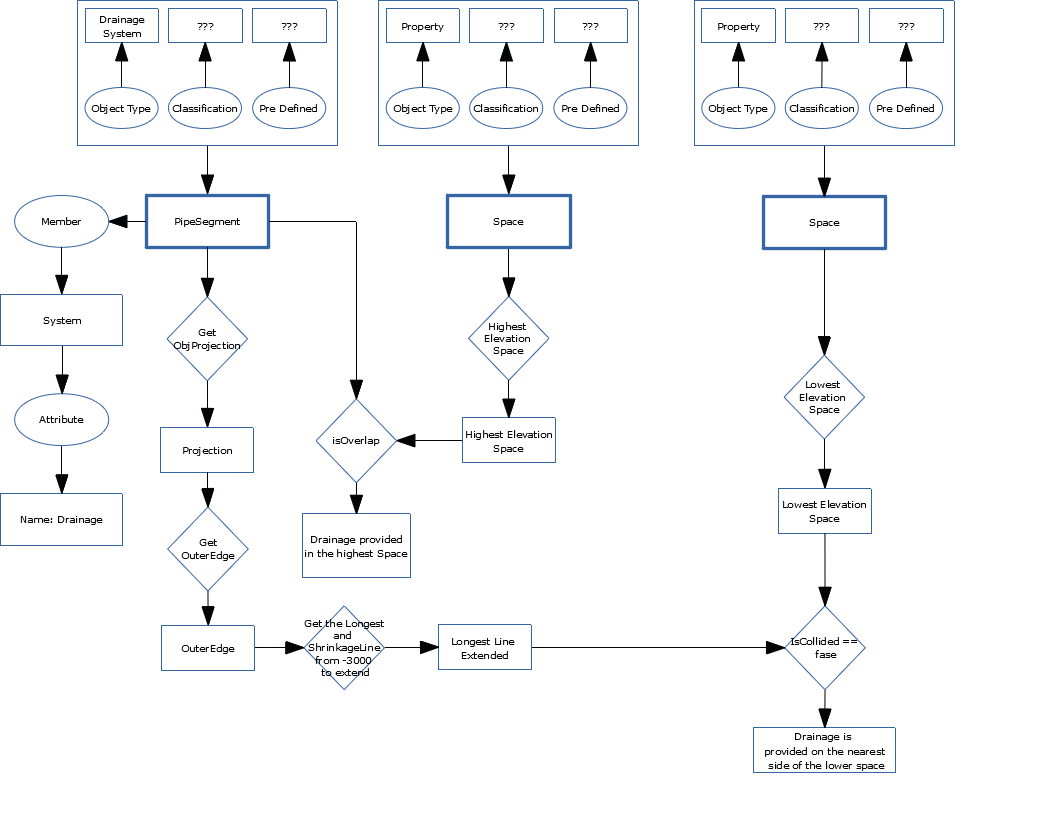 Drainage
System
???
???
Object Type
Classification
Pre Defined
Property
???
???
Object Type
Classification
Pre Defined
Property
???
???
Object Type
Classification
Pre Defined
Member
PipeSegment
Space
Space
System
Get
ObjProjection
Highest
Elevation
Space
Lowest
Elevation
Space
Attribute
isOverlap
Highest Elevation
Space
Projection
Lowest Elevation
Space
Name: Drainage
Get
OuterEdge
Drainage provided
in the highest Space
OuterEdge
Get the Longest
and
ShrinkageLine
from -3000
to extend
Longest Line
Extended
IsCollided ==
fase
Drainage is
provided on the nearest
side of the lower space